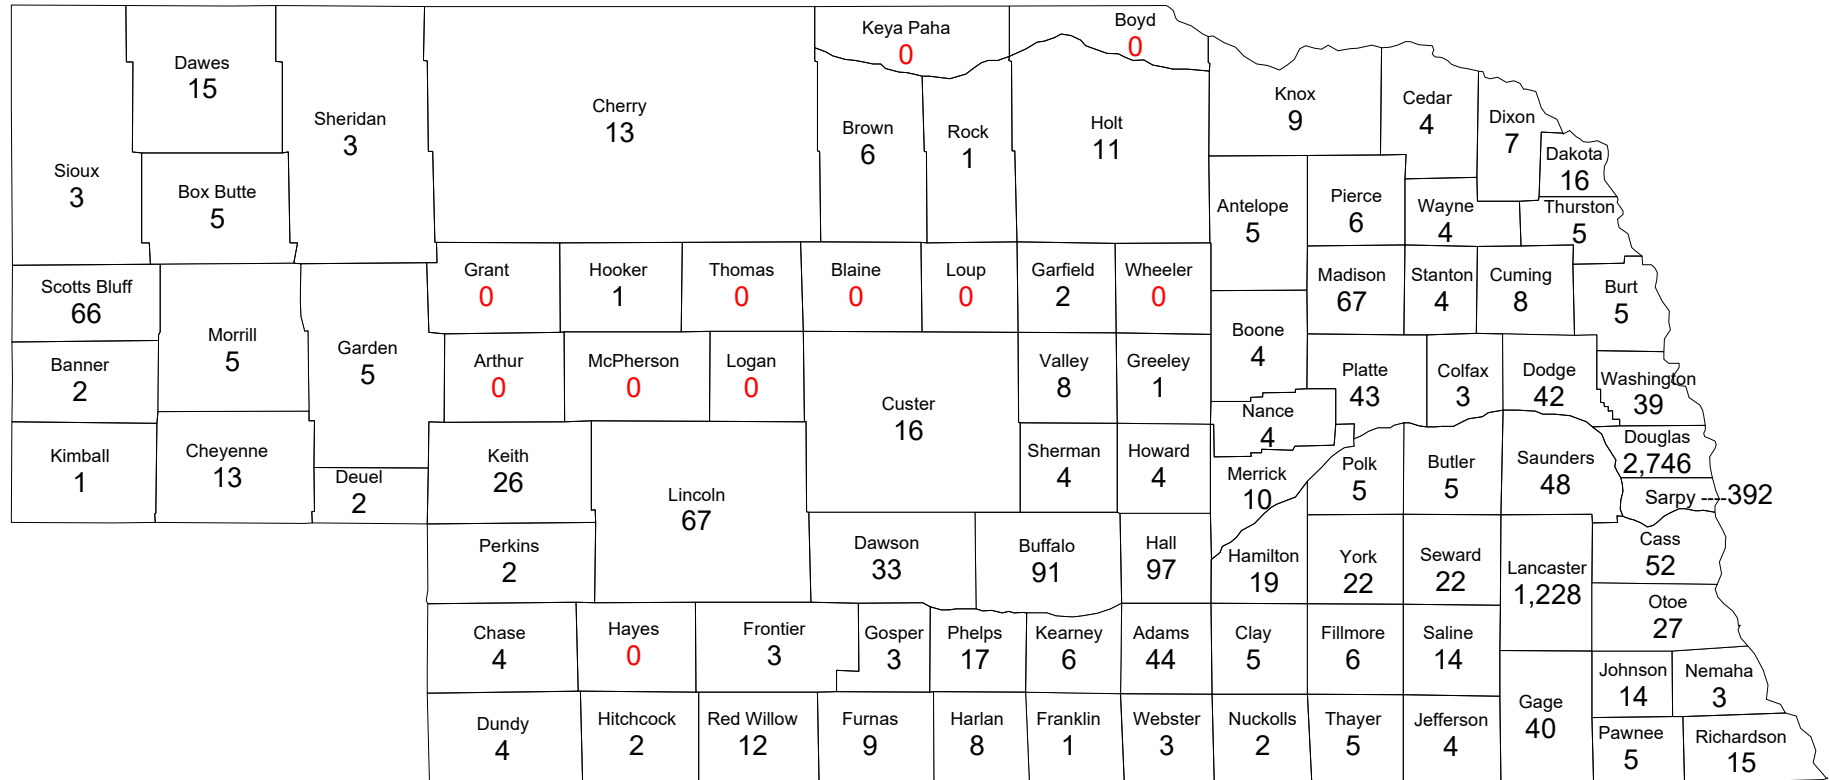 Keya Paha
0
Boyd
0
Dawes
15
Sheridan
3
Cherry
13
Brown
6
Rock
1
Holt
11
Knox
9
Cedar
4
Dixon
7
Dakota
16
Sioux
3
Box Butte
5
Antelope
5
Pierce
6
Wayne
4
Thurston
5
Scotts Bluff
66
Grant
0
Hooker
1
Thomas
0
Blaine
0
Loup
0
Garfield
2
Wheeler
0
Madison
67
Stanton
4
Cuming
8
Burt
5
Morrill
5
Garden
5
Boone
4
Banner
2
Arthur
0
McPherson
0
Logan
0
Custer
16
Valley
8
Greeley
1
Platte
43
Colfax
3
Dodge
42
Washington
39
Nance
4
Kimball
1
Cheyenne
13
Deuel
2
Keith
26
Lincoln
67
Sherman
4
Howard
4
Merrick
10
Polk
5
Butler
5
Saunders
48
Douglas
2,746
Sarpy ----392
Perkins
2
Dawson
33
Buffalo
91
Hall
97
Hamilton
19
York
22
Seward
22
Lancaster
1,228
Cass
52
Otoe
27
Chase
4
Hayes
0
Frontier
3
Gosper
3
Phelps
17
Kearney
6
Adams
44
Clay
5
Fillmore
6
Saline
14
Johnson
14
Nemaha
3
Gage
40
Dundy
4
Hitchcock
2
Red Willow
12
Furnas
9
Harlan
8
Franklin
1
Webster
3
Nuckolls
2
Thayer
5
Jefferson
4
Pawnee
5
Richardson
15